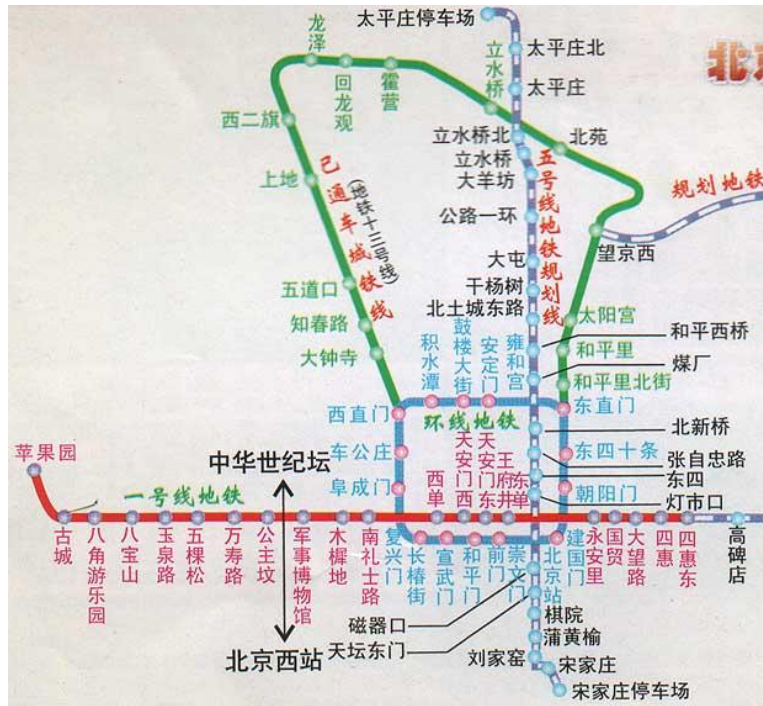 太平庄停车场
龙泽
回龙观
霍营
立水桥
太平庄北
太平庄
北京
西二旗
立水桥北
立水桥
大羊坊
北苑
上地
已通车城铁线
(地铁十三号线)
五号线地铁规划线
规划地铁
公路一环
望京西
大屯
五道口
干杨树
北土城东路
知春路
大钟寺
太阳宫
和平西桥
和平里
煤厂
和平里北街
积水潭
鼓楼大街
安定门
雍和宫
西直门
环线地铁
东直门
北新桥
车公庄
东四十条
张自忠路
阜成门
朝阳门
东四
灯市口
苹果园
中华世纪坛
一号线地铁
西单
天安门西
天安门东
王府井
东单
古城
八角游乐园
八宝山
玉泉路
五棵松
万寿路
公主坟
军事博物馆
木樨地
南礼士路
复兴门
长椿街
宣武门
和平门
前门
崇文门
北京站
建国门
永安里
国贸
大望路
四惠
四惠东
高碑店
磁器口
天坛东门
北京西站
棋院
蒲黄榆
刘家窑
宋家庄
宋家庄停车场